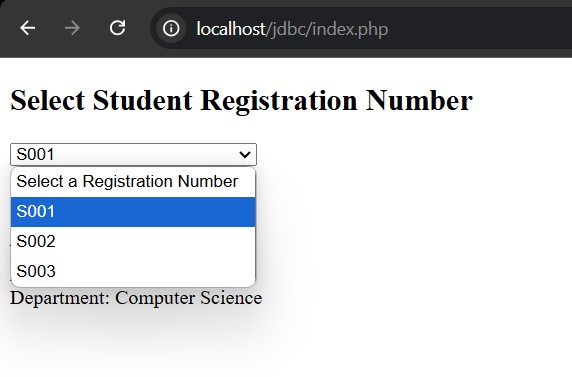 localhost/jdbc/index.php
Select Student Registration Number
S001
Select a Registration Number
S001
S002
S003
Department: Computer Science